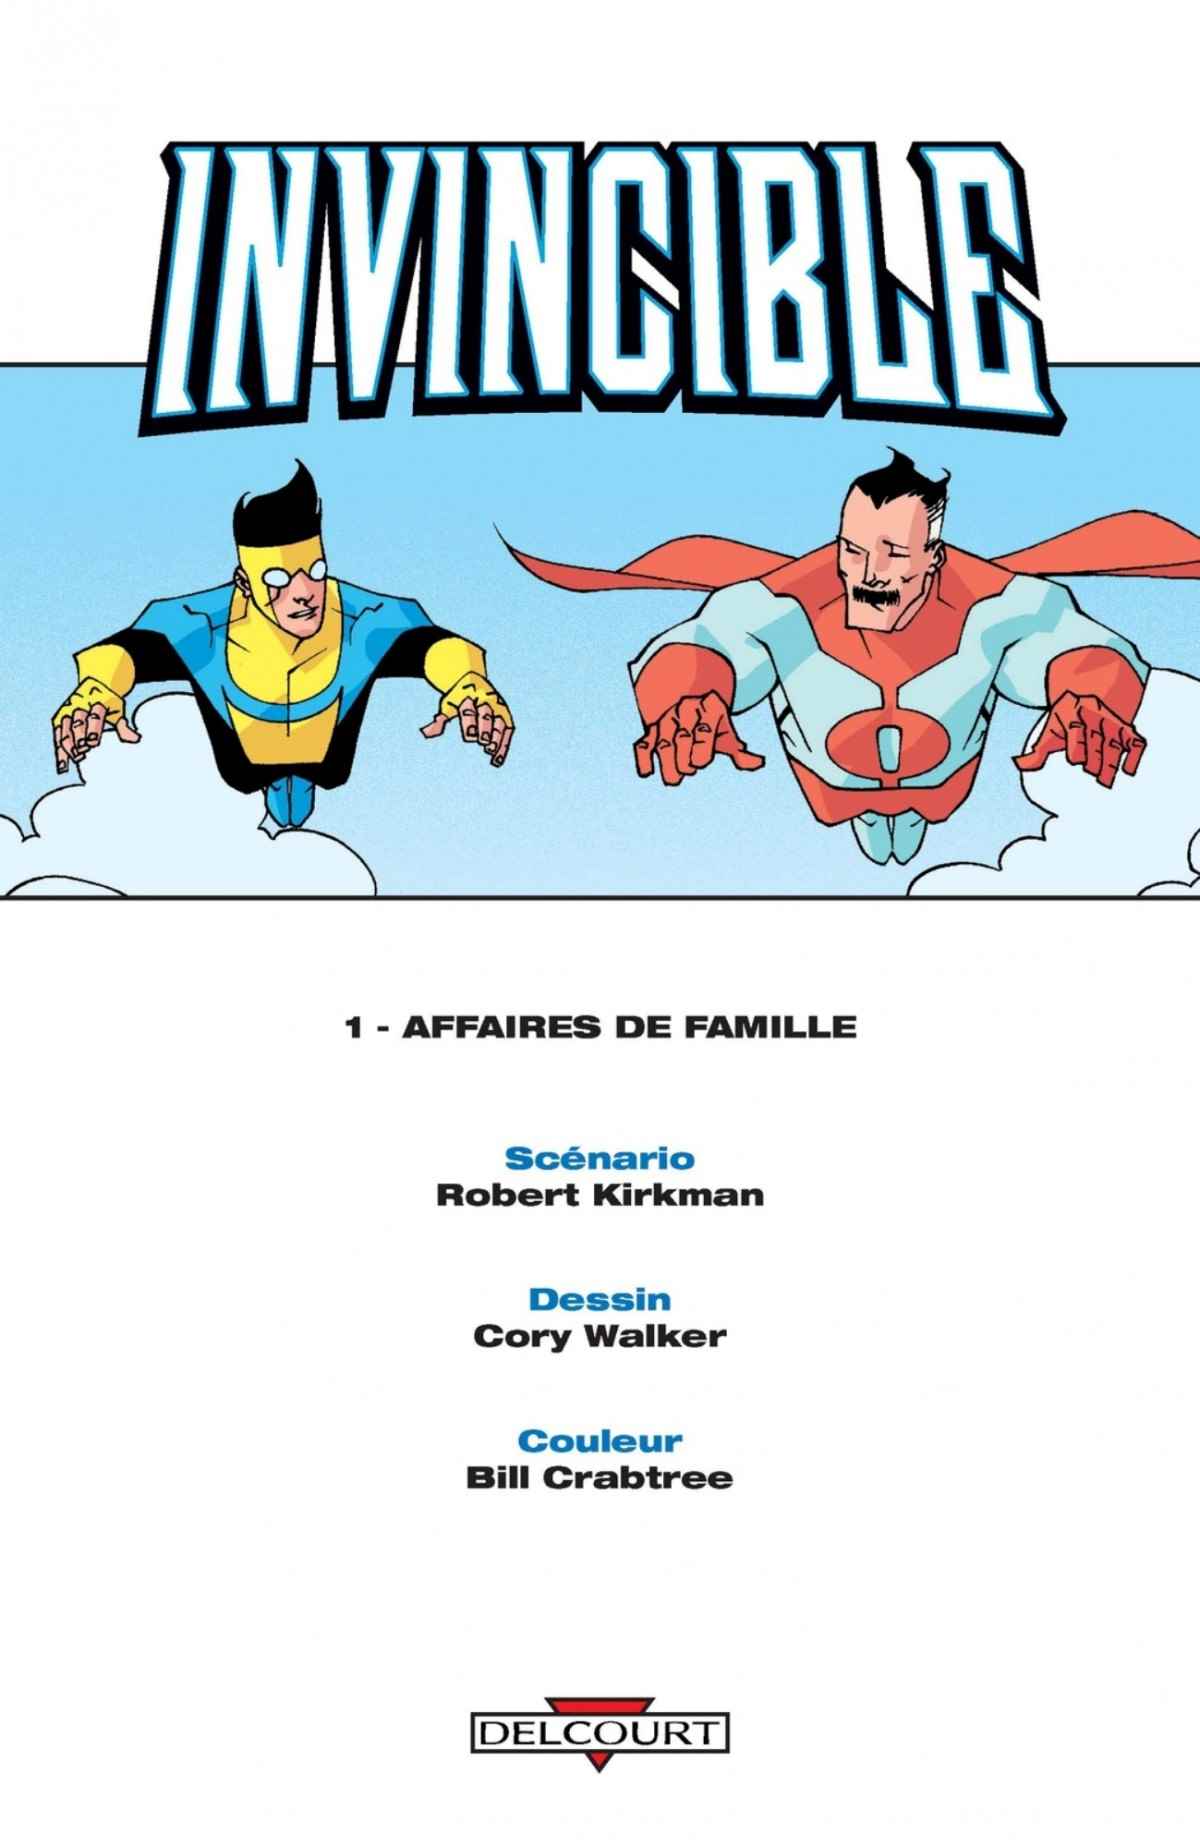 INVINCIBLE
1 - AFFAIRES DE FAMILLE
Scénario
Robert Kirkman
Dessin
Cory Walker
Couleur
Bill Crabtree
DELCOURT